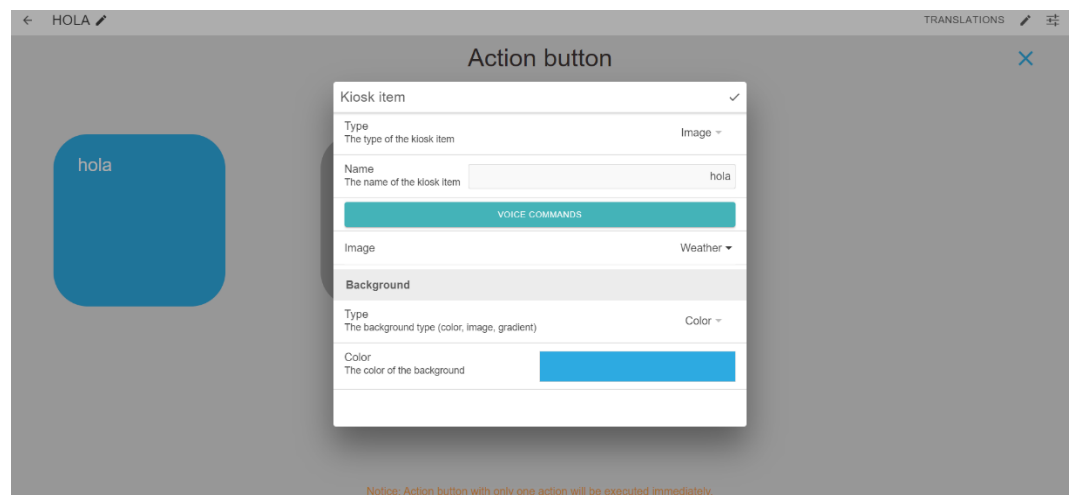 HOLA
TRANSLATIONS
Action button
hola
Kiosk item
Type
The type of the kiosk item
Image
Name
The name of the kiosk item
hola
VOICE COMMANDS
Image
Weather
Background
Type
The background type (color, image, gradient)
Color
Color
The color of the background
Notice: Action button with only one action will be executed immediately